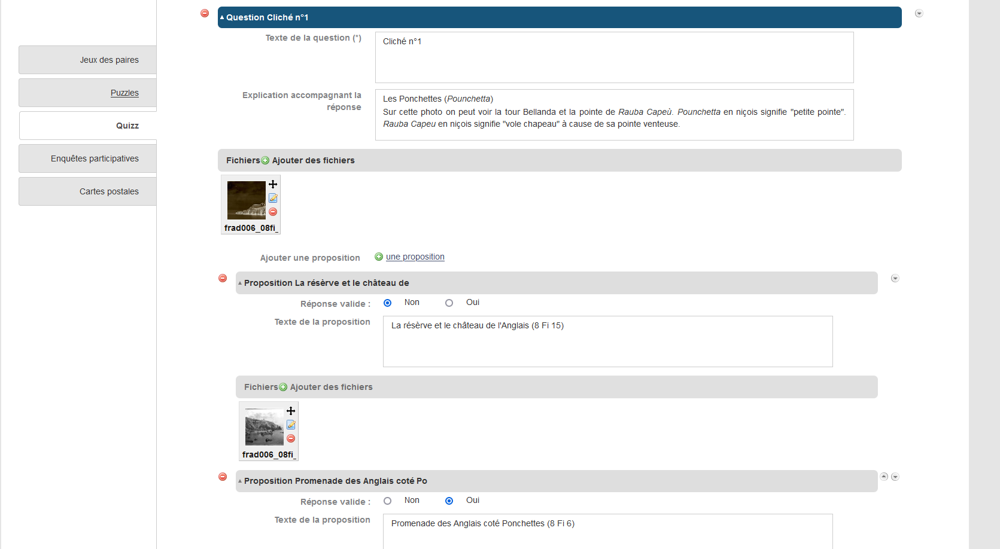 Jeux des paires
Puzzles
Quizz
Enquêtes participatives
Cartes postales
Question Cliché n°1
Texte de la question (*)
Cliché n°1
Explication accompagnant la
réponse
Les Ponchettes (Pounchetta)
Sur cette photo on peut voir la tour Bellanda et la pointe de Rauba Capeù. Pounchetta en niçois signifie "petite pointe".
Rauba Capeu en niçois signifie "vole chapeau" à cause de sa pointe venteuse.
Fichiers Ajouter des fichiers
frad006_08fi_
Ajouter une proposition une proposition
Proposition La résèrve et le château de
Réponse valide : Non Oui
Texte de la proposition
La résèrve et le château de l'Anglais (8 Fi 15)
Fichiers Ajouter des fichiers
frad006_08fi_
Proposition Promenade des Anglais coté Po
Réponse valide : Non Oui
Texte de la proposition
Promenade des Anglais coté Ponchettes (8 Fi 6)